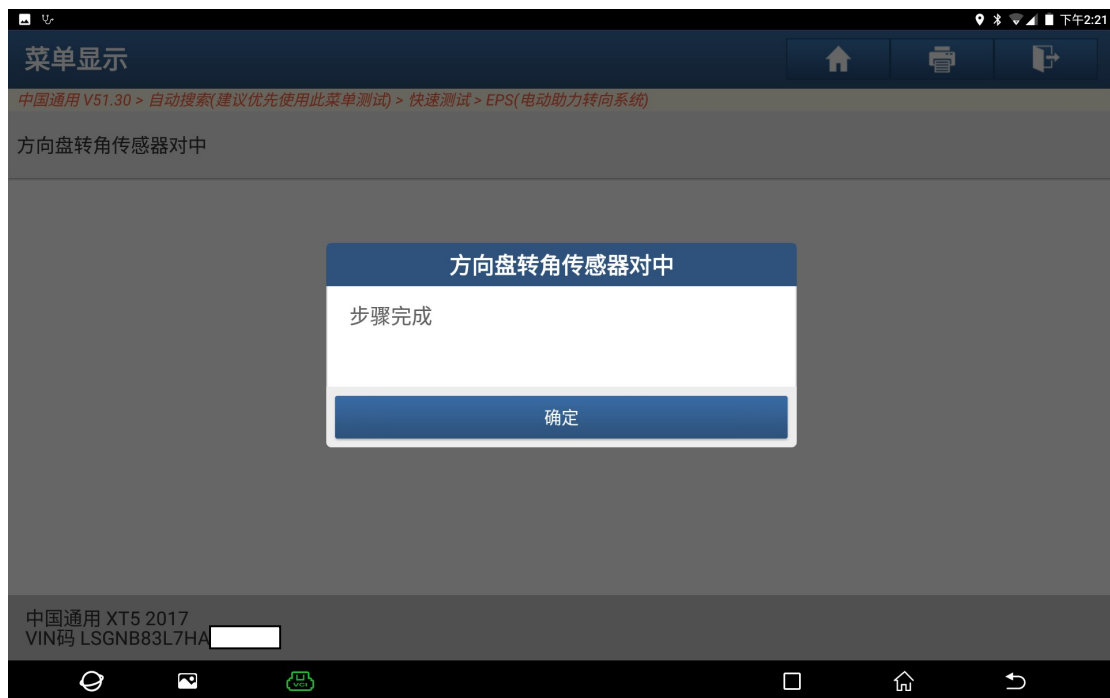 下午2:21
菜单显示
中国通用 V51.30 > 自动搜索(建议优先使用此菜单测试) > 快速测试 > EPS(电动助力转向系统)
方向盘转角传感器对中
方向盘转角传感器对中
步骤完成
确定
中国通用 XT5 2017
VIN码 LSGNB83L7HA
VCI